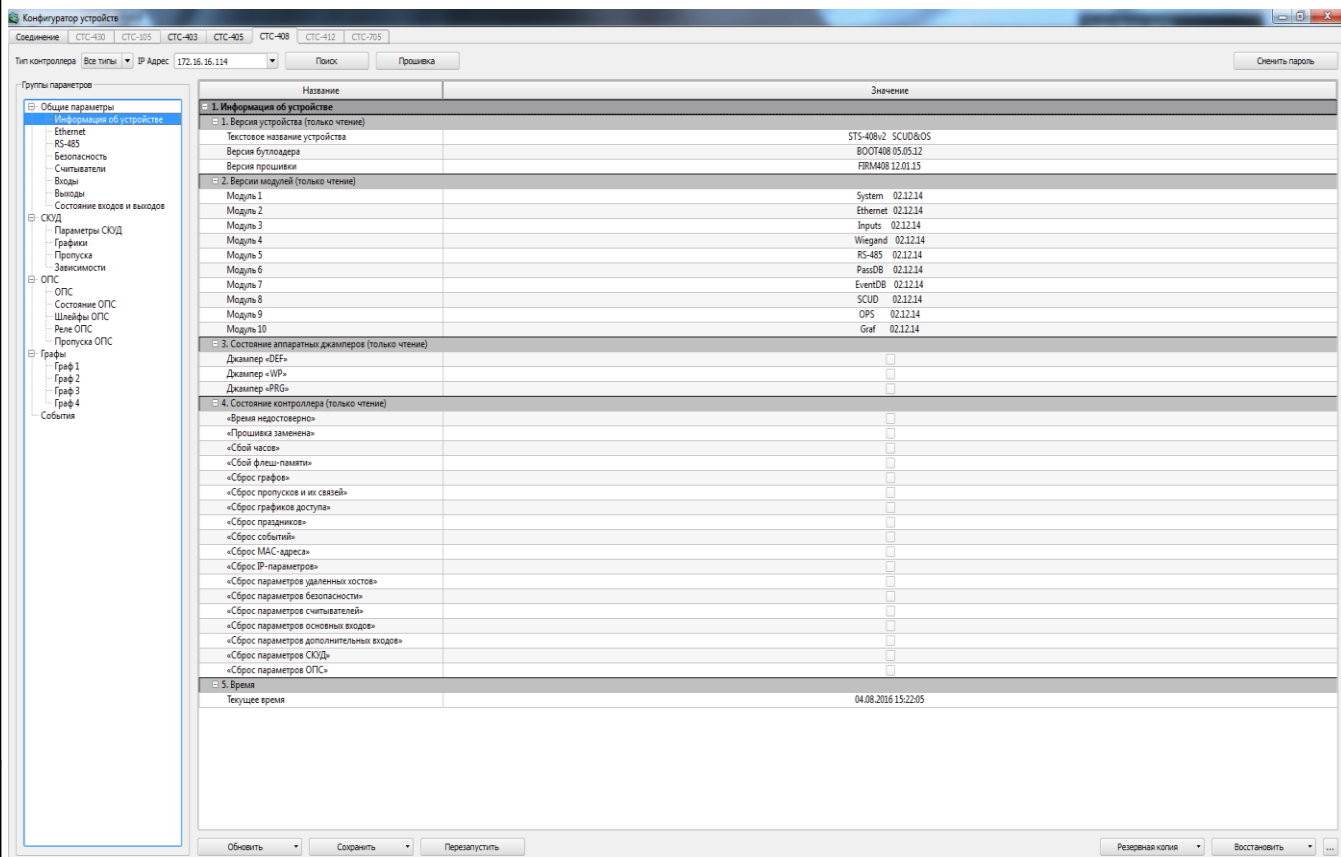 Конфигуратор устройств
Соединение СТС-430 СТС-105 СТС-403 СТС-405 СТС-408 СТС-412 СТС-705
Тип контроллера Все типы IP Адрес 172.16.16.114 Поиск Прошивка Сменить пароль
Группы параметров
Общие параметры
Информация об устройстве
Ethernet
RS-485
Безопасность
Считыватели
Входы
Выходы
Состояние входов и выходов
СКУД
Параметры СКУД
Графики
Пропуска
Зависимости
ОПС
ОПС
Состояние ОПС
Шлейфы ОПС
Реле ОПС
Пропуска ОПС
Графы
Граф 1
Граф 2
Граф 3
Граф 4
События
Название Значение
1. Информация об устройстве
1. Версия устройства (только чтение)
Текстовое название устройства STS-408v2 SCUD&OS
Версия бутлоадера BOOT408 05.05.12
Версия прошивки FIRM408 12.01.15
2. Версии модулей (только чтение)
Модуль 1 System 02.12.14
Модуль 2 Ethernet 02.12.14
Модуль 3 Inputs 02.12.14
Модуль 4 Wiegand 02.12.14
Модуль 5 RS-485 02.12.14
Модуль 6 PassDB 02.12.14
Модуль 7 EventDB 02.12.14
Модуль 8 SCUD 02.12.14
Модуль 9 OPS 02.12.14
Модуль 10 Graf 02.12.14
3. Состояние аппаратных джамперов (только чтение)
Джампер «DEF»
Джампер «WP»
Джампер «PRG»
4. Состояние контроллера (только чтение)
«Время недостоверно»
«Прошивка заменена»
«Сбой часов»
«Сбой флеш-памяти»
«Сброс графов»
«Сброс пропусков и их связей»
«Сброс графиков доступа»
«Сброс праздников»
«Сброс событий»
«Сброс MAC-адреса»
«Сброс IP-параметров»
«Сброс параметров удаленных хостов»
«Сброс параметров безопасности»
«Сброс параметров считывателей»
«Сброс параметров основных входов»
«Сброс параметров дополнительных входов»
«Сброс параметров СКУД»
«Сброс параметров ОПС»
5. Время
Текущее время 04.08.2016 15:22:05
Обновить Сохранить Перезапустить Резервная копия Восстановить ...